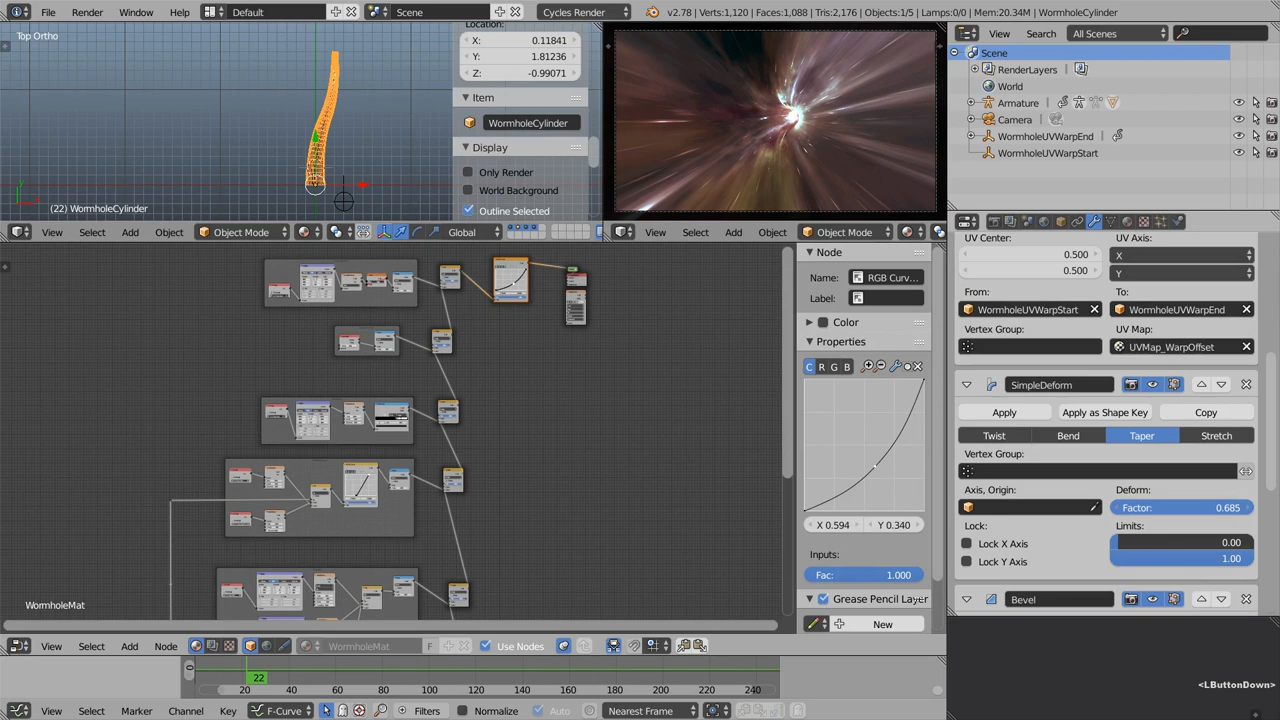 File Render Window Help Default Scene Cycles Render v2.78 | Verts:1,120 | Faces:1,088 | Tris:2,176 | Objects:1/5 | Lamps:0/0 | Mem:20.34M | WormholeCylinder
Top Ortho
(22) WormholeCylinder
Location:
X: 0.11841
Y: 1.81236
Z: -0.99071
Item
WormholeCylinder
Display
Only Render
World Background
Outline Selected
View Select Add Object Object Mode Global
View Select Add Object Object Mode
View Search All Scenes
Scene
RenderLayers
World
Armature
Camera
WormholeUVWarpEnd
WormholeUVWarpStart
UV Center: UV Axis:
0.500 X
0.500 Y
From: To:
WormholeUVWarpStart WormholeUVWarpEnd
Vertex Group: UV Map:
UVMap_WarpOffset
SimpleDeform
Apply Apply as Shape Key Copy
Twist Bend Taper Stretch
Vertex Group:
Axis, Origin: Deform:
Factor: 0.685
Lock: Limits:
Lock X Axis 0.00
Lock Y Axis 1.00
Bevel
Node
Name: RGB Curv...
Label:
Color
Properties
C R G B
X 0.594 Y 0.340
Inputs:
Fac: 1.000
Grease Pencil Layer
New
WormholeMat
View Select Add Node WormholeMat F Use Nodes
0
22
20 40 60 80 100 120 140 160 180 200 220 240
View Select Marker Channel Key F-Curve Filters Normalize Auto Nearest Frame
<LButtonDown>